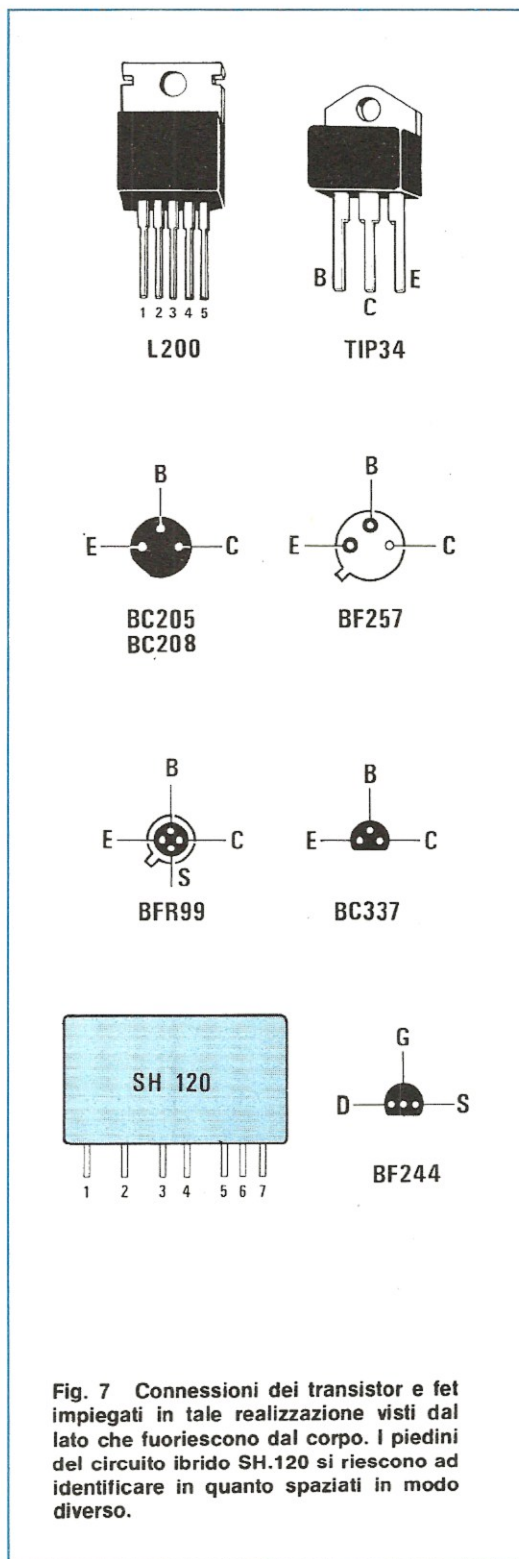 1 2 3 4 5
L200
B
C
E
TIP34
B
E
C
BC205
BC208
B
E
C
BF257
B
E
C
S
BFR99
B
E
C
BC337
SH 120
1 2 3 4 5 6 7
G
D
S
BF244
Fig. 7 Connessioni dei transistor e fet
impiegati in tale realizzazione visti dal
lato che fuoriescono dal corpo. I piedini
del circuito ibrido SH.120 si riescono ad
identificare in quanto spaziati in modo
diverso.